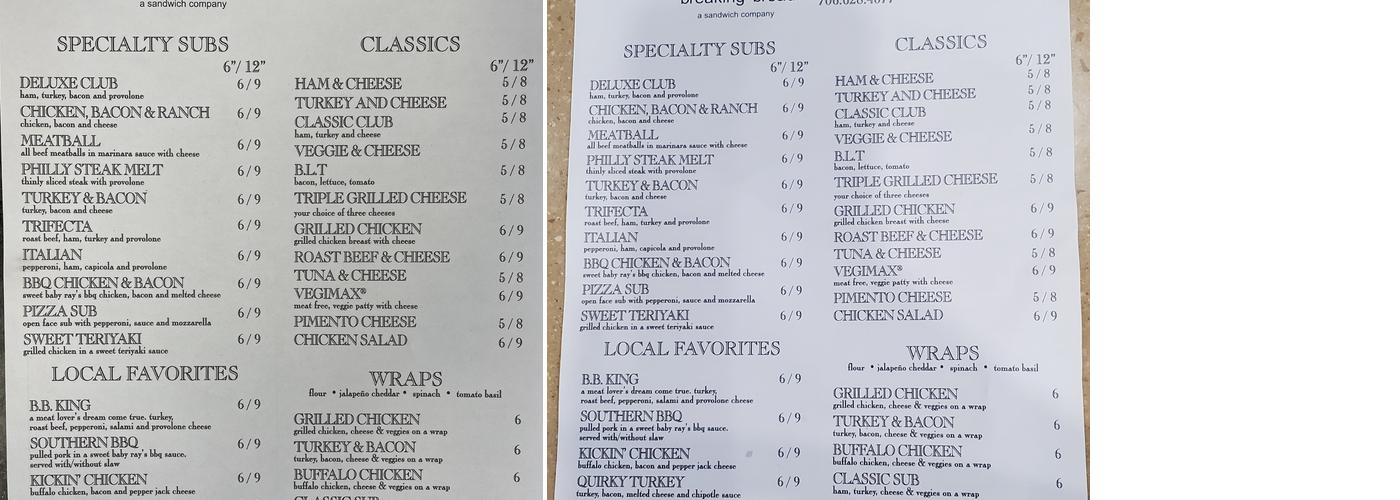 a sandwich company
SPECIALTY SUBS
6”/ 12”
DELUXE CLUB 6 / 9
ham, turkey, bacon and provolone
CHICKEN, BACON & RANCH 6 / 9
chicken, bacon and cheese
MEATBALL 6 / 9
all beef meatballs in marinara sauce with cheese
PHILLY STEAK MELT 6 / 9
thinly sliced steak with provolone
TURKEY & BACON 6 / 9
turkey, bacon and cheese
TRIFECTA 6 / 9
roast beef, ham, turkey and provolone
ITALIAN 6 / 9
pepperoni, ham, capicola and provolone
BBQ CHICKEN & BACON 6 / 9
sweet baby ray's bbq chicken, bacon and melted cheese
PIZZA SUB 6 / 9
open face sub with pepperoni, sauce and mozzarella
SWEET TERIYAKI 6 / 9
grilled chicken in a sweet teriyaki sauce
LOCAL FAVORITES
B.B. KING 6 / 9
a meat lover's dream come true. turkey,
roast beef, pepperoni, salami and provolone cheese
SOUTHERN BBQ 6 / 9
pulled pork in a sweet baby ray's bbq sauce.
served with/without slaw
KICKIN' CHICKEN 6 / 9
buffalo chicken, bacon and pepper jack cheese
CLASSICS
6”/ 12”
HAM & CHEESE 5 / 8
TURKEY AND CHEESE 5 / 8
CLASSIC CLUB 5 / 8
ham, turkey and cheese
VEGGIE & CHEESE 5 / 8
B.L.T 5 / 8
bacon, lettuce, tomato
TRIPLE GRILLED CHEESE 5 / 8
your choice of three cheeses
GRILLED CHICKEN 6 / 9
grilled chicken breast with cheese
ROAST BEEF & CHEESE 6 / 9
TUNA & CHEESE 5 / 8
VEGIMAX® 6 / 9
meat free, veggie patty with cheese
PIMENTO CHEESE 5 / 8
CHICKEN SALAD 6 / 9
WRAPS
flour • jalapeño cheddar • spinach • tomato basil
GRILLED CHICKEN 6
grilled chicken, cheese & veggies on a wrap
TURKEY & BACON 6
turkey, bacon, cheese & veggies on a wrap
BUFFALO CHICKEN 6
buffalo chicken, cheese & veggies on a wrap
CLASSIC SUB
breaking bread 706.628.4077
a sandwich company
SPECIALTY SUBS
6”/ 12”
DELUXE CLUB 6 / 9
ham, turkey, bacon and provolone
CHICKEN, BACON & RANCH 6 / 9
chicken, bacon and cheese
MEATBALL 6 / 9
all beef meatballs in marinara sauce with cheese
PHILLY STEAK MELT 6 / 9
thinly sliced steak with provolone
TURKEY & BACON 6 / 9
turkey, bacon and cheese
TRIFECTA 6 / 9
roast beef, ham, turkey and provolone
ITALIAN 6 / 9
pepperoni, ham, capicola and provolone
BBQ CHICKEN & BACON 6 / 9
sweet baby ray's bbq chicken, bacon and melted cheese
PIZZA SUB 6 / 9
open face sub with pepperoni, sauce and mozzarella
SWEET TERIYAKI 6 / 9
grilled chicken in a sweet teriyaki sauce
LOCAL FAVORITES
B.B. KING 6 / 9
a meat lover's dream come true. turkey,
roast beef, pepperoni, salami and provolone cheese
SOUTHERN BBQ 6 / 9
pulled pork in a sweet baby ray's bbq sauce.
served with/without slaw
KICKIN' CHICKEN 6 / 9
buffalo chicken, bacon and pepper jack cheese
QUIRKY TURKEY 6 / 9
turkey, bacon, melted cheese and chipotle sauce
CLASSICS
6”/ 12”
HAM & CHEESE 5 / 8
TURKEY AND CHEESE 5 / 8
CLASSIC CLUB 5 / 8
ham, turkey and cheese
VEGGIE & CHEESE 5 / 8
B.L.T 5 / 8
bacon, lettuce, tomato
TRIPLE GRILLED CHEESE 5 / 8
your choice of three cheeses
GRILLED CHICKEN 6 / 9
grilled chicken breast with cheese
ROAST BEEF & CHEESE 6 / 9
TUNA & CHEESE 5 / 8
VEGIMAX® 6 / 9
meat free, veggie patty with cheese
PIMENTO CHEESE 5 / 8
CHICKEN SALAD 6 / 9
WRAPS
flour • jalapeño cheddar • spinach • tomato basil
GRILLED CHICKEN 6
grilled chicken, cheese & veggies on a wrap
TURKEY & BACON 6
turkey, bacon, cheese & veggies on a wrap
BUFFALO CHICKEN 6
buffalo chicken, cheese & veggies on a wrap
CLASSIC SUB 6
ham, turkey, cheese & veggies on a wrap